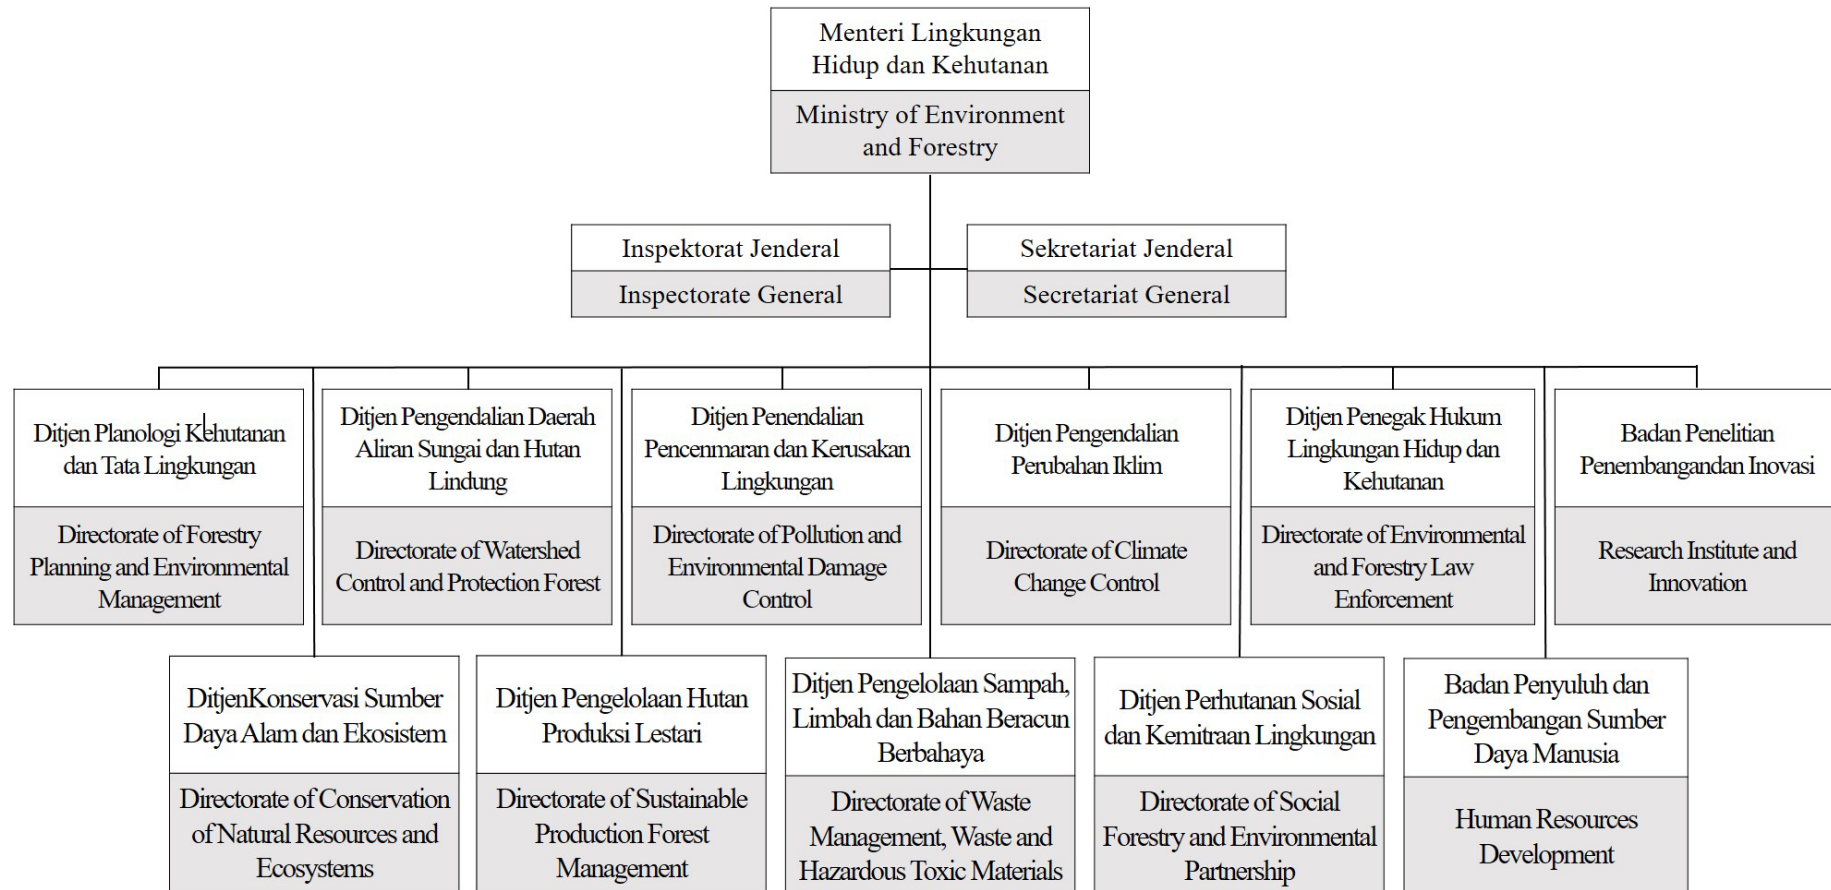 Menteri Lingkungan
Hidup dan Kehutanan
Ministry of Environment
and Forestry
Inspektorat Jenderal
Inspectorate General
Sekretariat Jenderal
Secretariat General
Ditjen Planologi Kehutanan
dan Tata Lingkungan
Directorate of Forestry
Planning and Environmental
Management
Ditjen Pengendalian Daerah
Aliran Sungai dan Hutan
Lindung
Directorate of Watershed
Control and Protection Forest
Ditjen Penendalian
Pencenmaran dan Kerusakan
Lingkungan
Directorate of Pollution and
Environmental Damage
Control
Ditjen Pengendalian
Perubahan Iklim
Directorate of Climate
Change Control
Ditjen Penegak Hukum
Lingkungan Hidup dan
Kehutanan
Directorate of Environmental
and Forestry Law
Enforcement
Badan Penelitian
Penembangandan Inovasi
Research Institute and
Innovation
DitjenKonservasi Sumber
Daya Alam dan Ekosistem
Directorate of Conservation
of Natural Resources and
Ecosystems
Ditjen Pengelolaan Hutan
Produksi Lestari
Directorate of Sustainable
Production Forest
Management
Ditjen Pengelolaan Sampah,
Limbah dan Bahan Beracun
Berbahaya
Directorate of Waste
Management, Waste and
Hazardous Toxic Materials
Ditjen Perhutanan Sosial
dan Kemitraan Lingkungan
Directorate of Social
Forestry and Environmental
Partnership
Badan Penyuluh dan
Pengembangan Sumber
Daya Manusia
Human Resources
Development